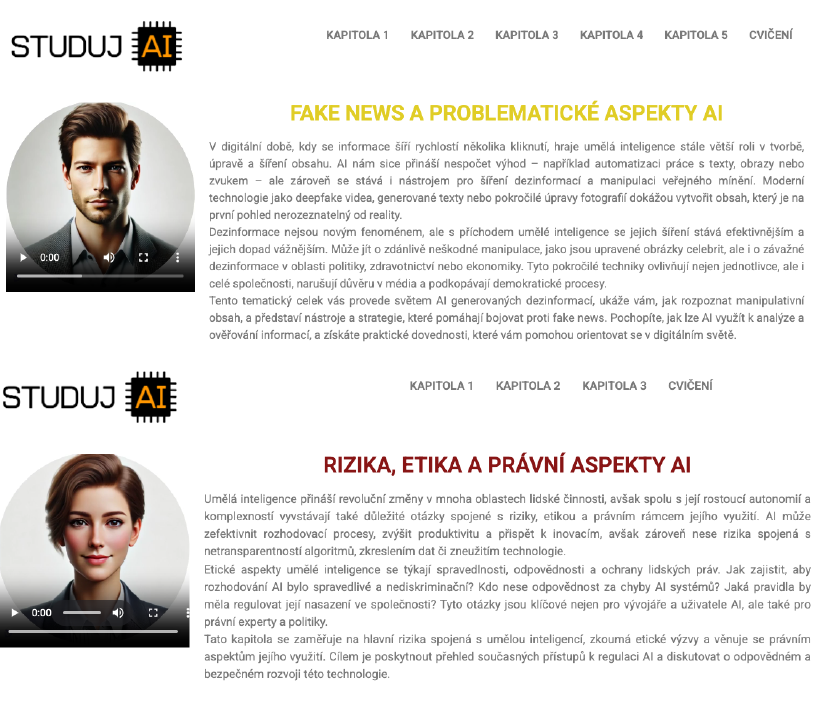 STUDUJ AI
KAPITOLA 1 KAPITOLA 2 KAPITOLA 3 KAPITOLA 4 KAPITOLA 5 CVIČENÍ
FAKE NEWS A PROBLEMATICKÉ ASPEKTY AI
V digitální době, kdy se informace šíří rychlostí několika kliknutí, hraje umělá inteligence stále větší roli v tvorbě,
úpravě a šíření obsahu. AI nám sice přináší nespočet výhod – například automatizaci práce s texty, obrazy nebo
zvukem – ale zároveň se stává i nástrojem pro šíření dezinformací a manipulaci veřejného mínění. Moderní
technologie jako deepfake videa, generované texty nebo pokročilé úpravy fotografií dokážou vytvořit obsah, který je na
první pohled nerozeznatelný od reality.
Dezinformace nejsou novým fenoménem, ale s příchodem umělé inteligence se jejich šíření stává efektivnějším a
jejich dopad vážnějším. Může jít o zdánlivě neškodné manipulace, jako jsou upravené obrázky celebrit, ale i o závažné
dezinformace v oblasti politiky, zdravotnictví nebo ekonomiky. Tyto pokročilé techniky ovlivňují nejen jednotlivce, ale i
celé společnosti, narušují důvěru v média a podkopávají demokratické procesy.
Tento tematický celek vás provede světem AI generovaných dezinformací, ukáže vám, jak rozpoznat manipulativní
obsah, a představí nástroje a strategie, které pomáhají bojovat proti fake news. Pochopíte, jak lze AI využít k analýze a
ověřování informací, a získáte praktické dovednosti, které vám pomohou orientovat se v digitálním světě.
0:00
STUDUJ AI
KAPITOLA 1 KAPITOLA 2 KAPITOLA 3 CVIČENÍ
RIZIKA, ETIKA A PRÁVNÍ ASPEKTY AI
Umělá inteligence přináší revoluční změny v mnoha oblastech lidské činnosti, avšak spolu s její rostoucí autonomií a
komplexností vyvstávají také důležité otázky spojené s riziky, etikou a právním rámcem jejího využití. AI může
zefektivnit rozhodovací procesy, zvýšit produktivitu a přispět k inovacím, avšak zároveň nese rizika spojená s
netransparentností algoritmů, zkreslením dat či zneužitím technologie.
Etické aspekty umělé inteligence se týkají spravedlnosti, odpovědnosti a ochrany lidských práv. Jak zajistit, aby
rozhodování AI bylo spravedlivé a nediskriminační? Kdo nese odpovědnost za chyby AI systémů? Jaká pravidla by
měla regulovat její nasazení ve společnosti? Tyto otázky jsou klíčové nejen pro vývojáře a uživatele AI, ale také pro
právní experty a politiky.
Tato kapitola se zaměřuje na hlavní rizika spojená s umělou inteligencí, zkoumá etické výzvy a věnuje se právním
aspektům jejího využití. Cílem je poskytnout přehled současných přístupů k regulaci AI a diskutovat o odpovědném a
bezpečném rozvoji této technologie.
0:00